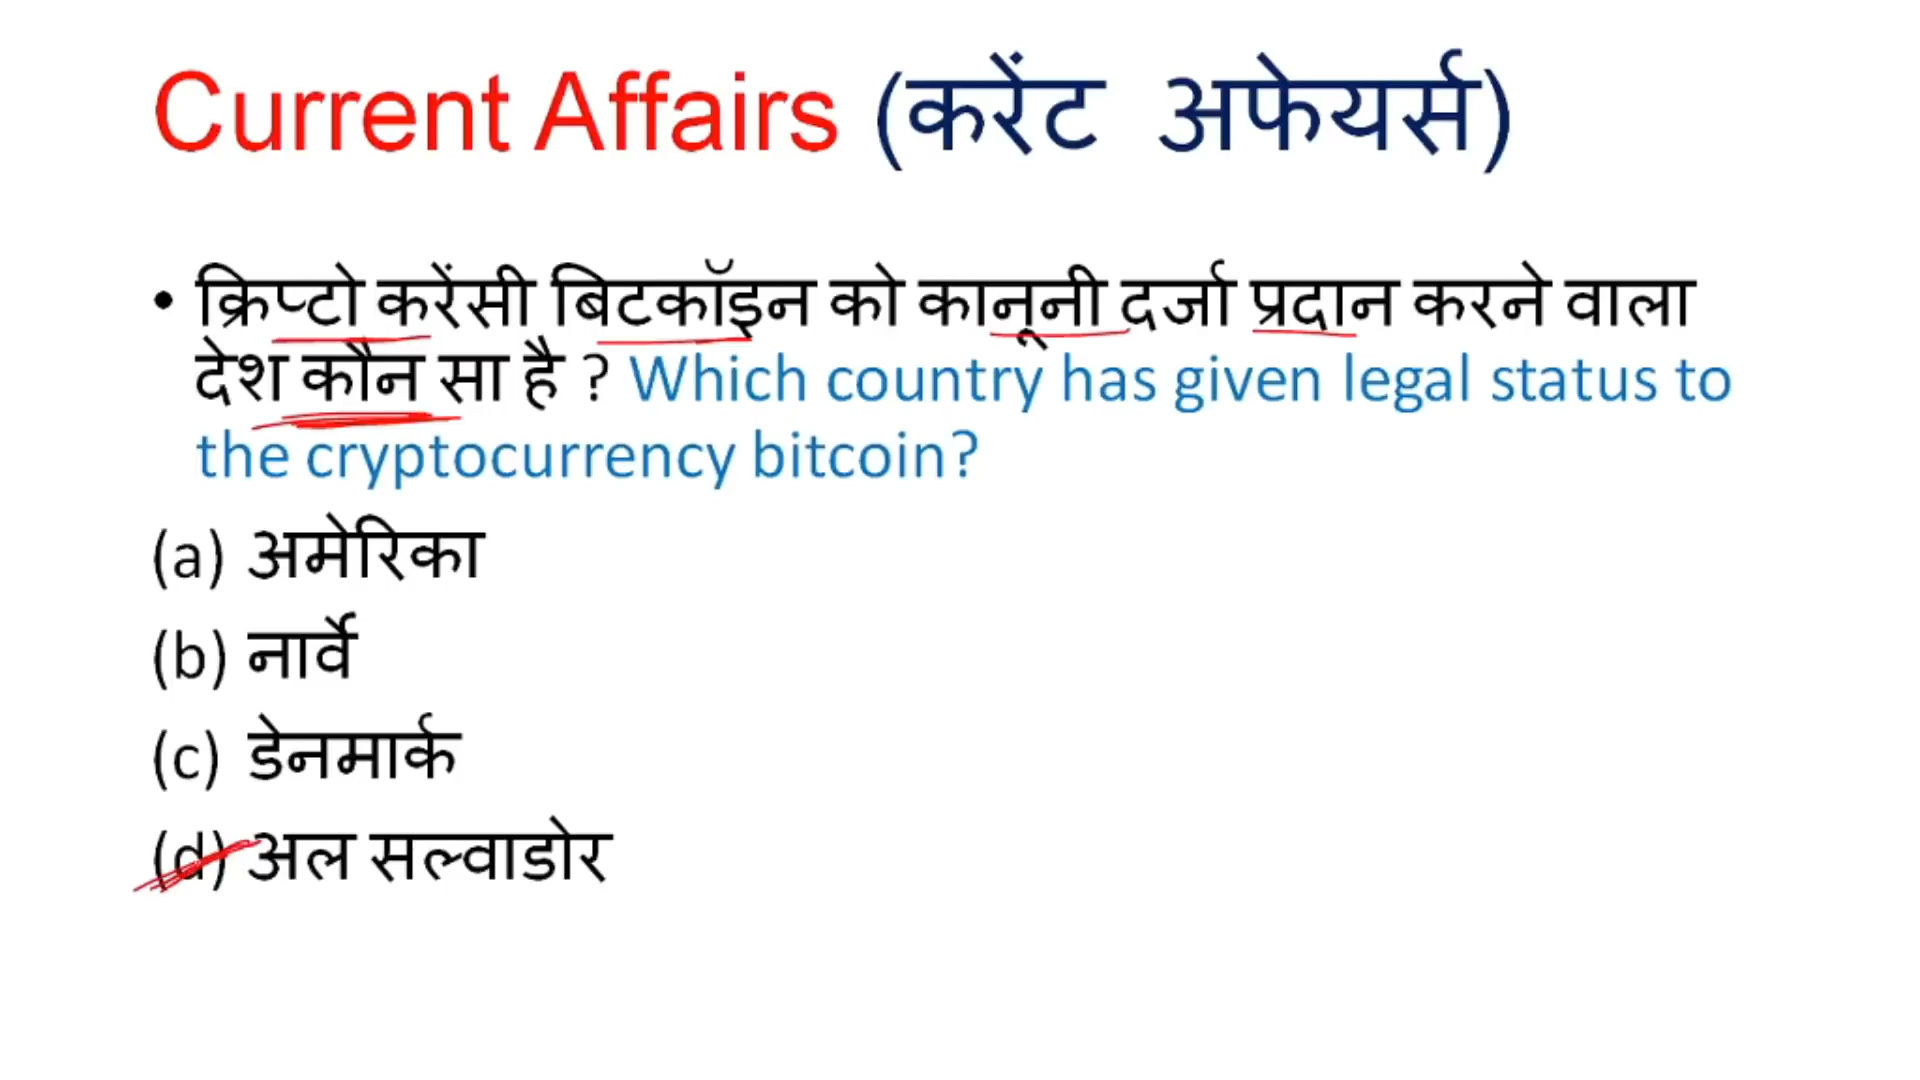 Current Affairs (करेंट अफेयर्स)
• क्रिप्टो करेंसी बिटकॉइन को कानूनी दर्जा प्रदान करने वाला
देश कौन सा है ? Which country has given legal status to
the cryptocurrency bitcoin?
(a) अमेरिका
(b) नार्वे
(c) डेनमार्क
(d) अल सल्वाडोर